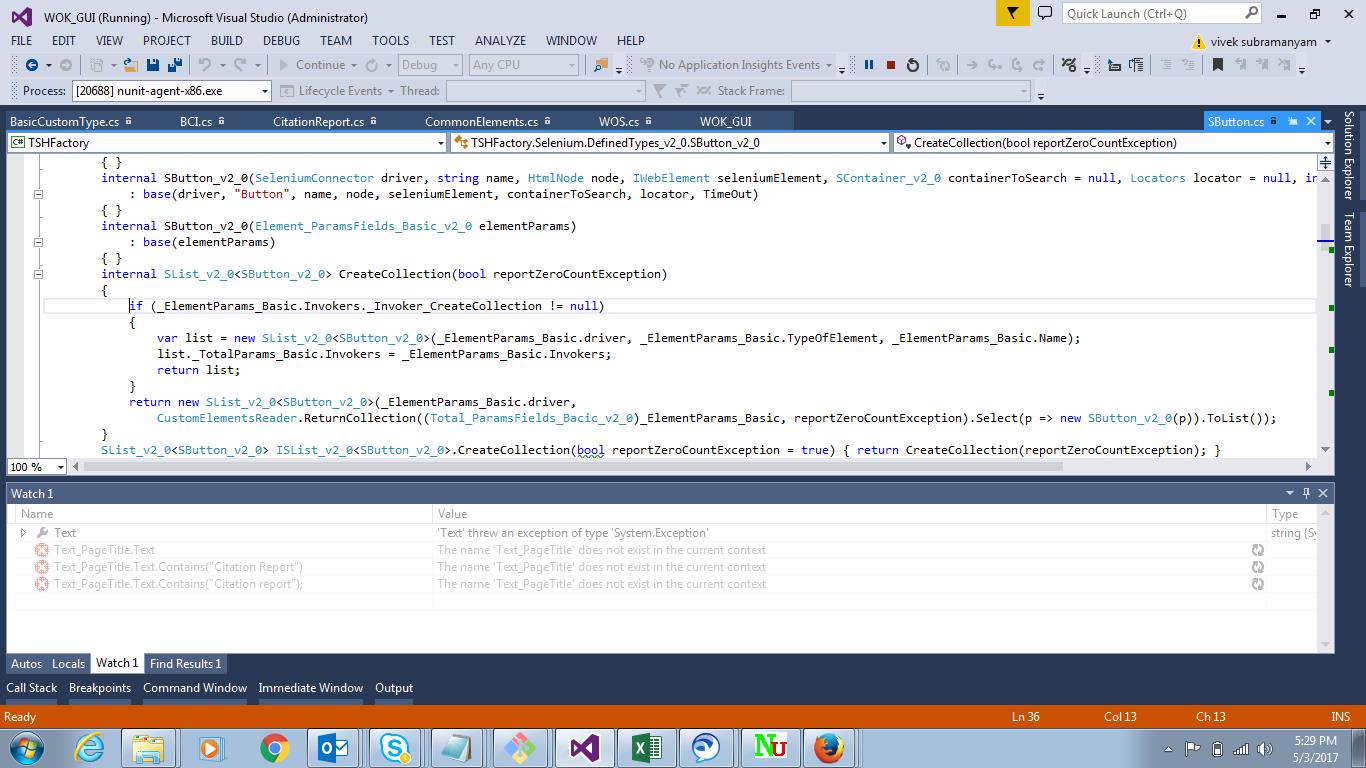 WOK_GUI (Running) - Microsoft Visual Studio (Administrator)
Quick Launch (Ctrl+Q)
FILE EDIT VIEW PROJECT BUILD DEBUG TEAM TOOLS TEST ANALYZE WINDOW HELP
vivek subramanyam
Continue Debug Any CPU No Application Insights Events
Process: [20688] nunit-agent-x86.exe Lifecycle Events Thread: Stack Frame:
BasicCustomType.cs BCI.cs CitationReport.cs CommonElements.cs WOS.cs WOK_GUI SButton.cs
TSHFactory TSHFactory.Selenium.DefinedTypes_v2_0.SButton_v2_0 CreateCollection(bool reportZeroCountException)
{ }
internal SButton_v2_0(SeleniumConnector driver, string name, HtmlNode node, IWebElement seleniumElement, SContainer_v2_0 containerToSearch = null, Locators locator = null, in
: base(driver, "Button", name, node, seleniumElement, containerToSearch, locator, TimeOut)
{ }
internal SButton_v2_0(Element_ParamsFields_Basic_v2_0 elementParams)
: base(elementParams)
{ }
internal SList_v2_0<SButton_v2_0> CreateCollection(bool reportZeroCountException)
{
if (_ElementParams_Basic.Invokers._Invoker_CreateCollection != null)
{
var list = new SList_v2_0<SButton_v2_0>(_ElementParams_Basic.driver, _ElementParams_Basic.TypeOfElement, _ElementParams_Basic.Name);
list._TotalParams_Basic.Invokers = _ElementParams_Basic.Invokers;
return list;
}
return new SList_v2_0<SButton_v2_0>(_ElementParams_Basic.driver,
CustomElementsReader.ReturnCollection((Total_ParamsFields_Bacic_v2_0)_ElementParams_Basic, reportZeroCountException).Select(p => new SButton_v2_0(p)).ToList());
}
SList_v2_0<SButton_v2_0> ISList_v2_0<SButton_v2_0>.CreateCollection(bool reportZeroCountException = true) { return CreateCollection(reportZeroCountException); }
100 %
Solution Explorer
Team Explorer
Watch 1
Name Value Type
Text 'Text' threw an exception of type 'System.Exception' string {Sy
Text_PageTitle.Text The name 'Text_PageTitle' does not exist in the current context
Text_PageTitle.Text.Contains("Citation Report") The name 'Text_PageTitle' does not exist in the current context
Text_PageTitle.Text.Contains("Citation report"); The name 'Text_PageTitle' does not exist in the current context
Autos Locals Watch 1 Find Results 1
Call Stack Breakpoints Command Window Immediate Window Output
Ready Ln 36 Col 13 Ch 13 INS
5:29 PM
5/3/2017